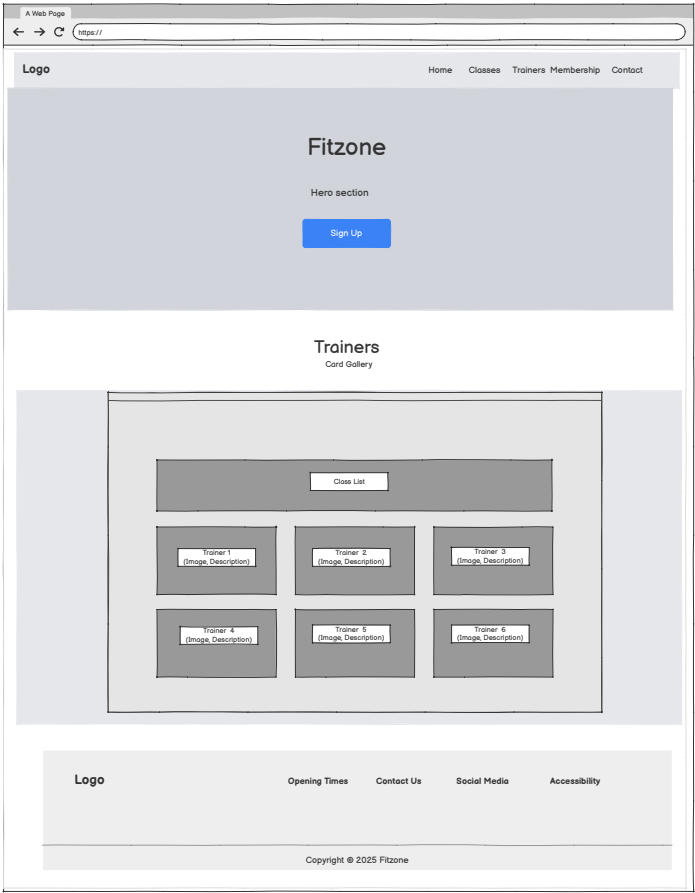 A Web Page
https://
Logo Home Classes Trainers Membership Contact
Fitzone
Hero section
Sign Up
Trainers
Card Gallery
Class List
Trainer 1
(Image, Description)
Trainer 2
(Image, Description)
Trainer 3
(Image, Description)
Trainer 4
(Image, Description)
Trainer 5
(Image, Description)
Trainer 6
(Image, Description)
Logo Opening Times Contact Us Social Media Accessibility
Copyright © 2025 Fitzone